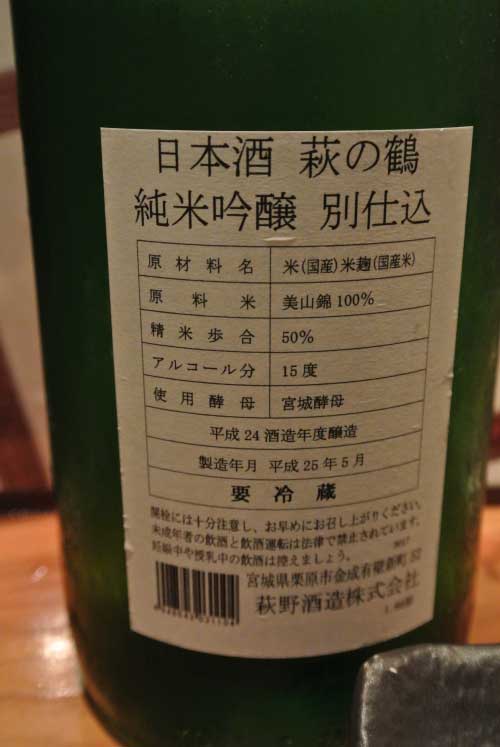 日本酒 萩の鶴
純米吟醸 別仕込
原材料名 米(国産)米麹(国産米)
原料米 美山錦100%
精米歩合 50%
アルコール分 15度
使用酵母 宮城酵母
平成24酒造年度醸造
製造年月 平成25年5月
要冷蔵
開栓には十分注意し、お早めにお召し上がりください。
未成年者の飲酒と飲酒運転は法律で禁止されています。
妊娠中や授乳中の飲酒は控えましょう。
宮城県栗原市金成有壁新町52
萩野酒造株式会社